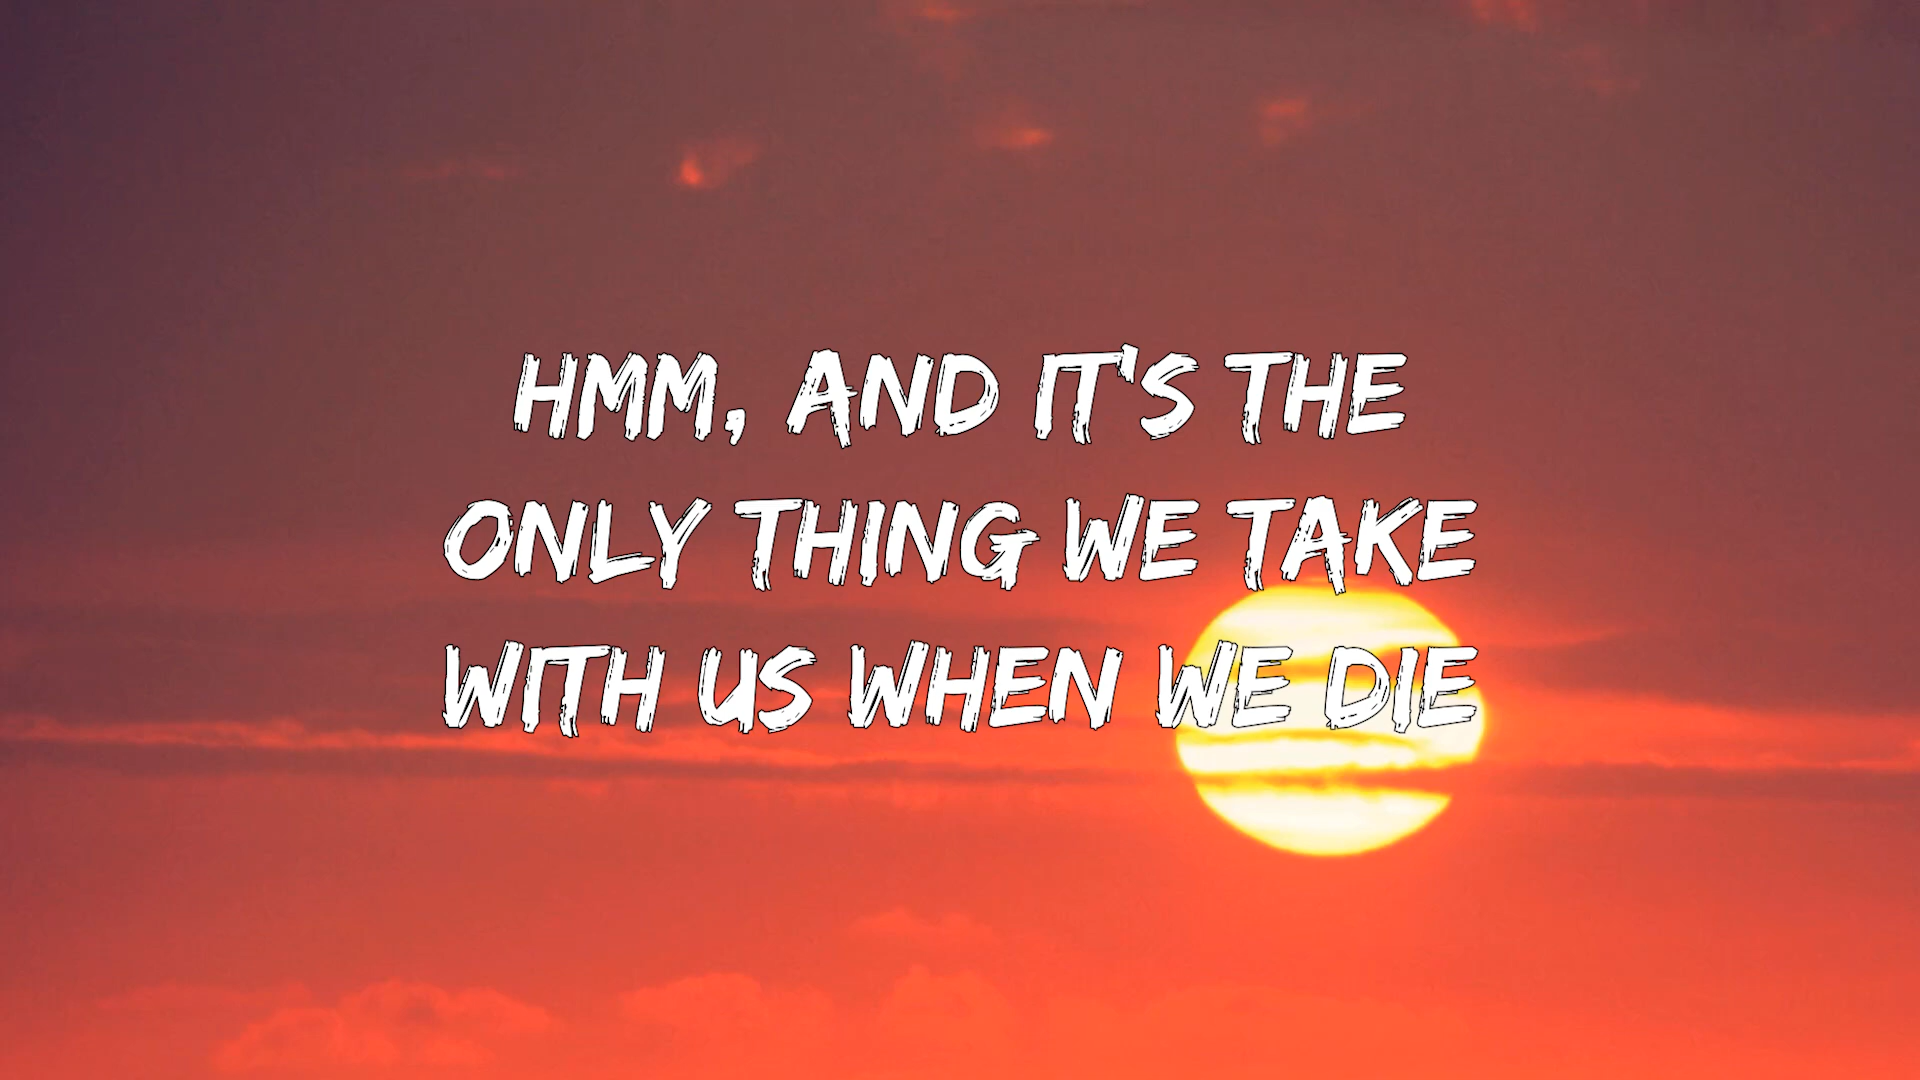 HMM, AND IT'S THE
ONLY THING WE TAKE
WITH US WHEN WE DIE